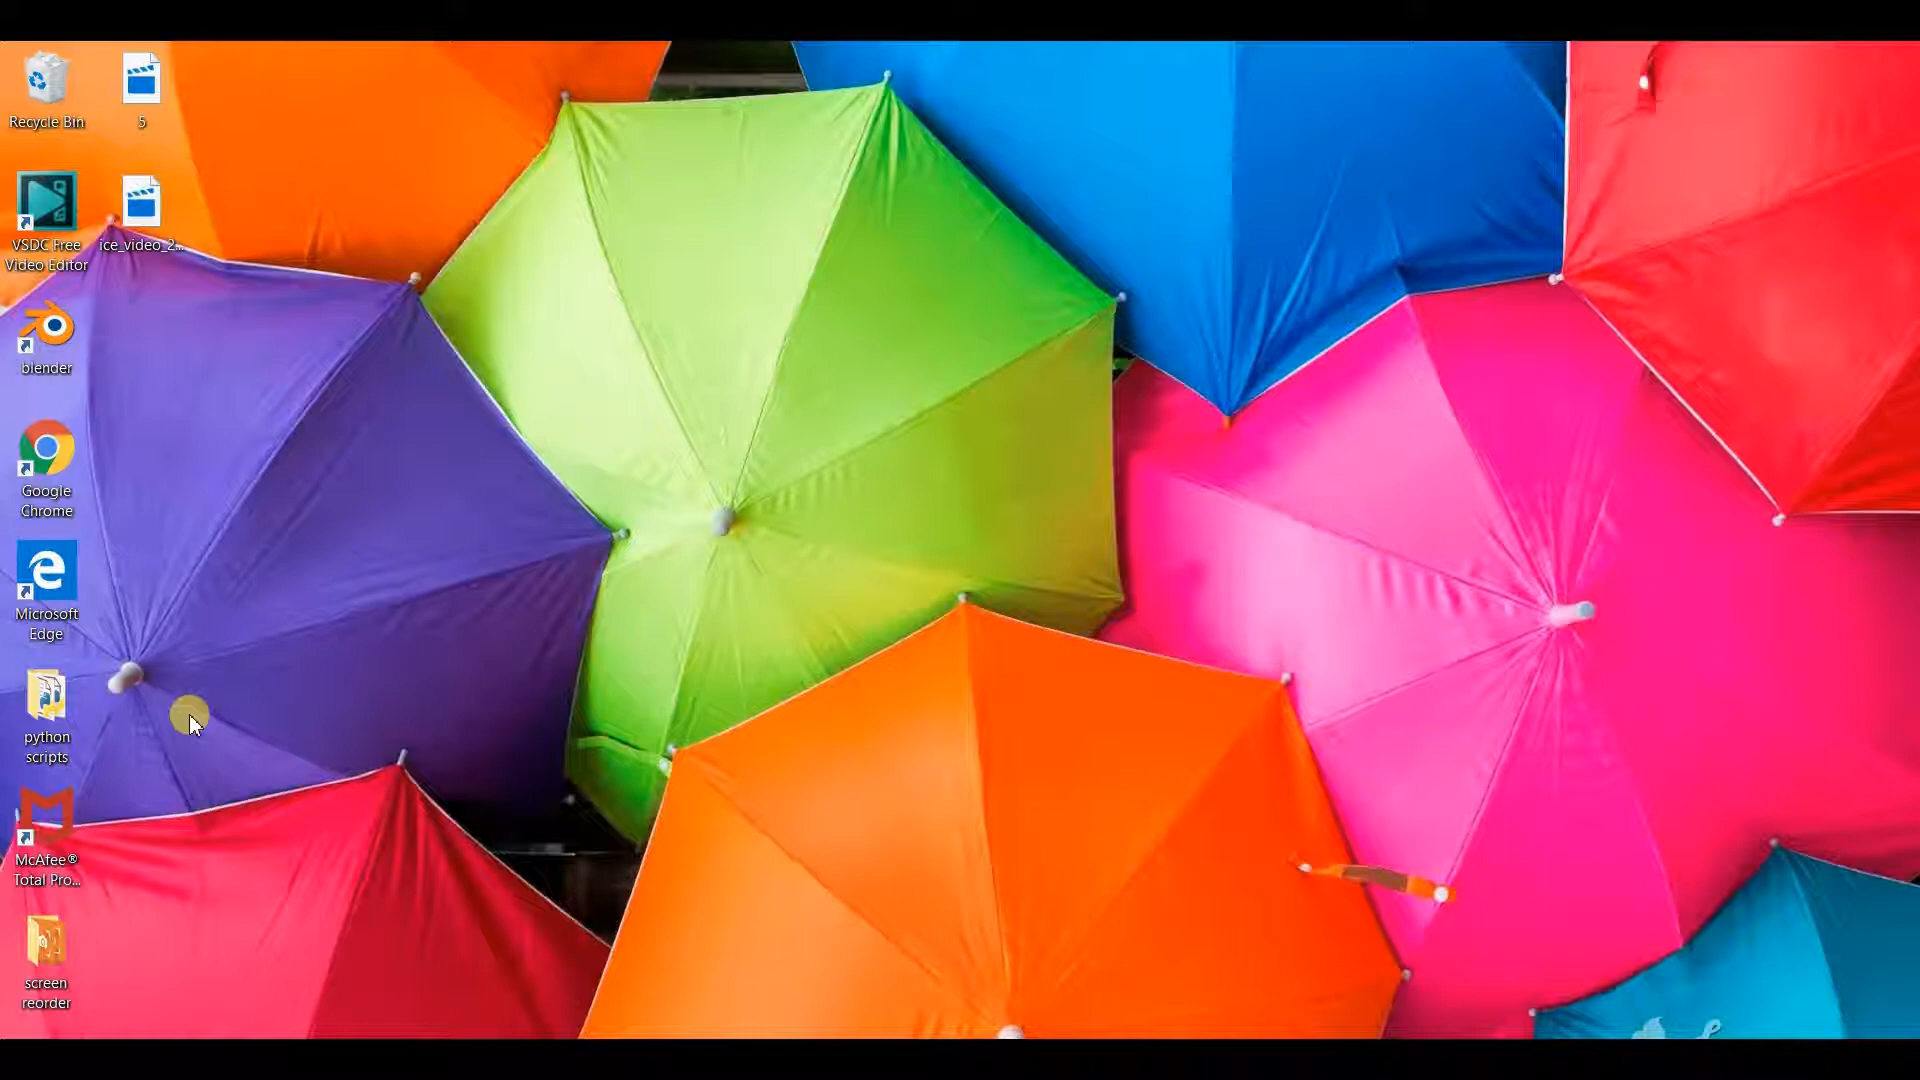 Recycle Bin
5
VSDC Free
Video Editor
ice_video_2...
blender
Google
Chrome
Microsoft
Edge
python
scripts
McAfee®
Total Pro...
screen
reorder